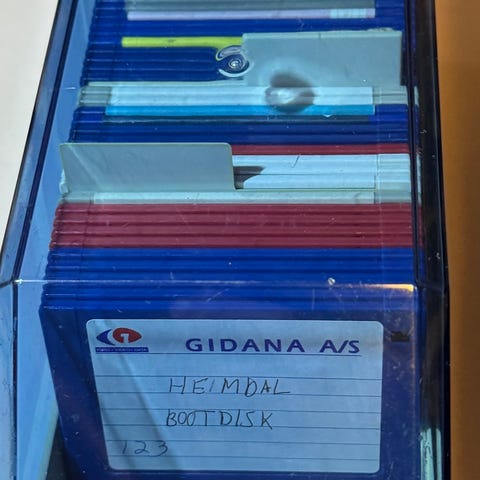 GIDANA A/S
HEIMDAL
BOOTDISK
123